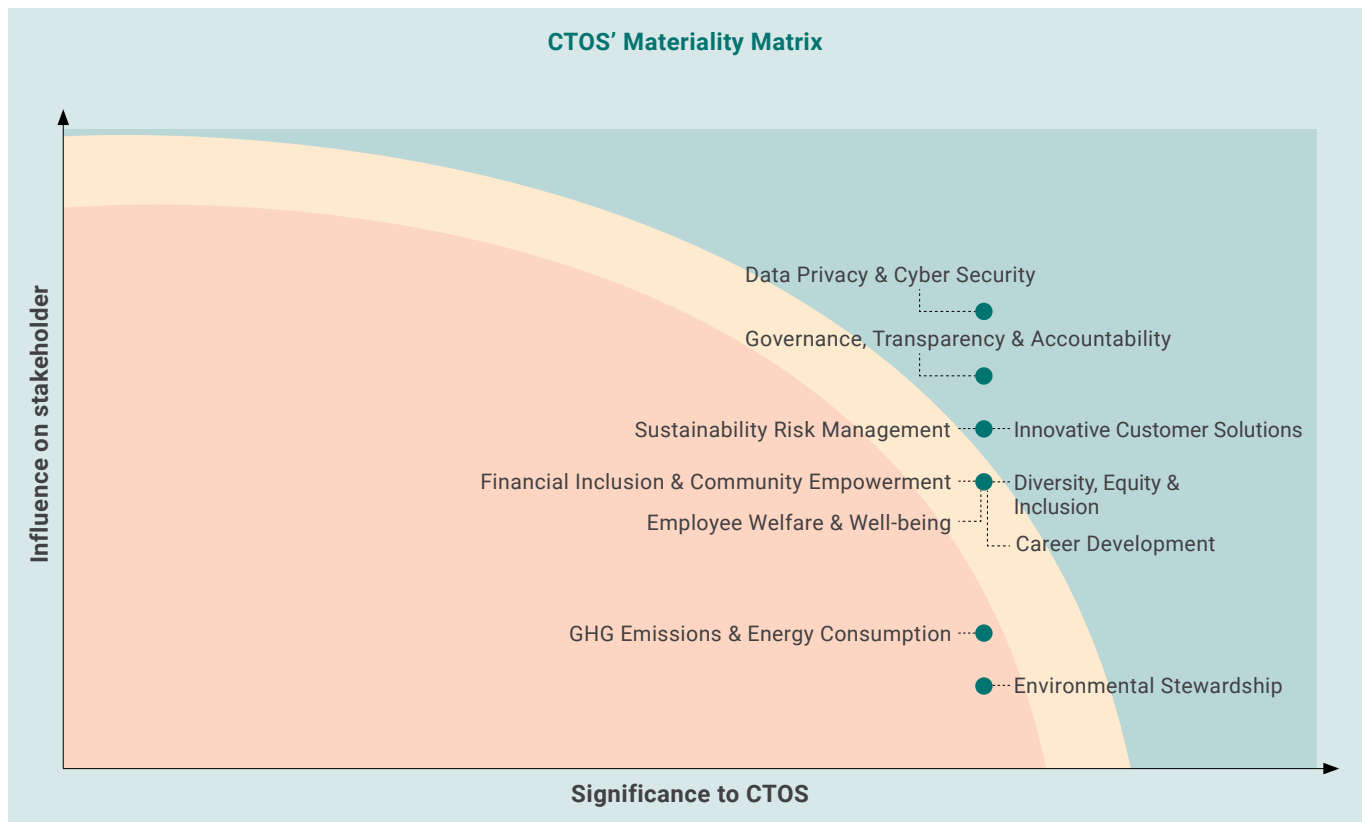 CTOS’ Materiality Matrix
Influence on stakeholder
Data Privacy & Cyber Security
Governance, Transparency & Accountability
Sustainability Risk Management
Innovative Customer Solutions
Financial Inclusion & Community Empowerment
Diversity, Equity &
Inclusion
Employee Welfare & Well-being
Career Development
GHG Emissions & Energy Consumption
Environmental Stewardship
Significance to CTOS